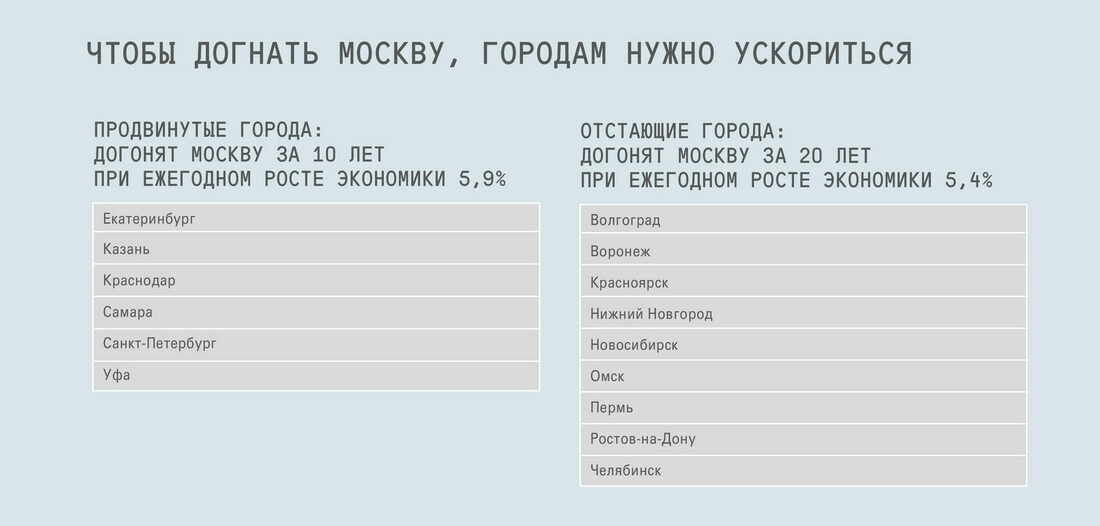 ЧТОБЫ ДОГНАТЬ МОСКВУ, ГОРОДАМ НУЖНО УСКОРИТЬСЯ
ПРОДВИНУТЫЕ ГОРОДА:
ДОГОНЯТ МОСКВУ ЗА 10 ЛЕТ
ПРИ ЕЖЕГОДНОМ РОСТЕ ЭКОНОМИКИ 5,9%
Екатеринбург
Казань
Краснодар
Самара
Санкт-Петербург
Уфа
ОТСТАЮЩИЕ ГОРОДА:
ДОГОНЯТ МОСКВУ ЗА 20 ЛЕТ
ПРИ ЕЖЕГОДНОМ РОСТЕ ЭКОНОМИКИ 5,4%
Волгоград
Воронеж
Красноярск
Нижний Новгород
Новосибирск
Омск
Пермь
Ростов-на-Дону
Челябинск